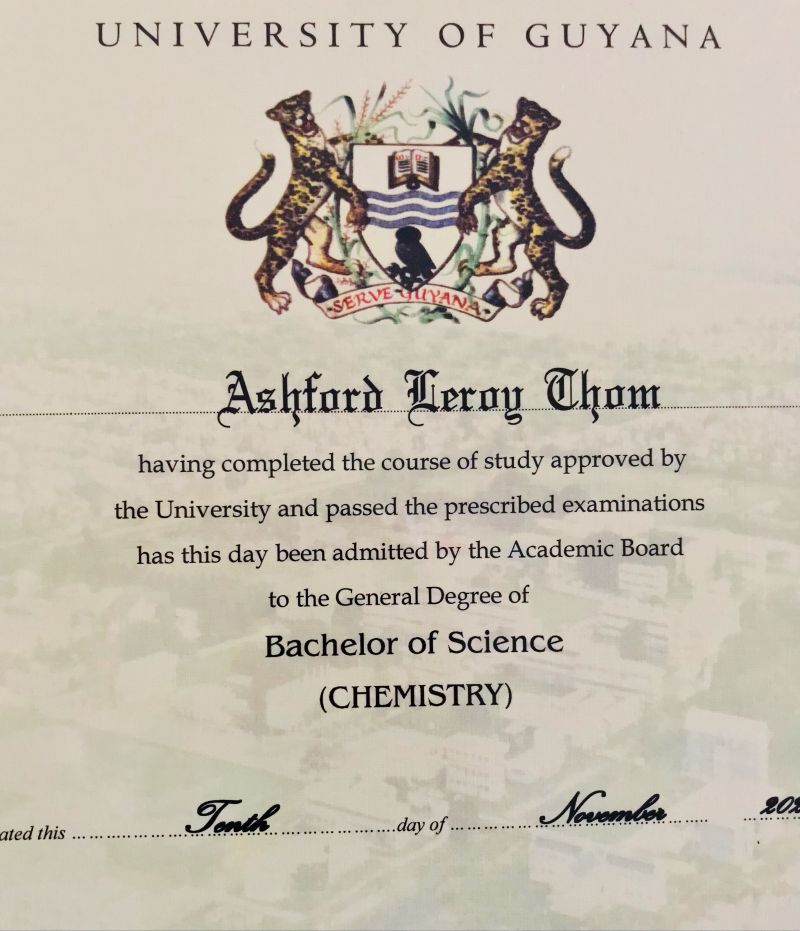 UNIVERSITY OF GUYANA
SERVE GUYANA
Ashford Leroy Thom
having completed the course of study approved by
the University and passed the prescribed examinations
has this day been admitted by the Academic Board
to the General Degree of
Bachelor of Science
(CHEMISTRY)
ated this Tenth day of November 202